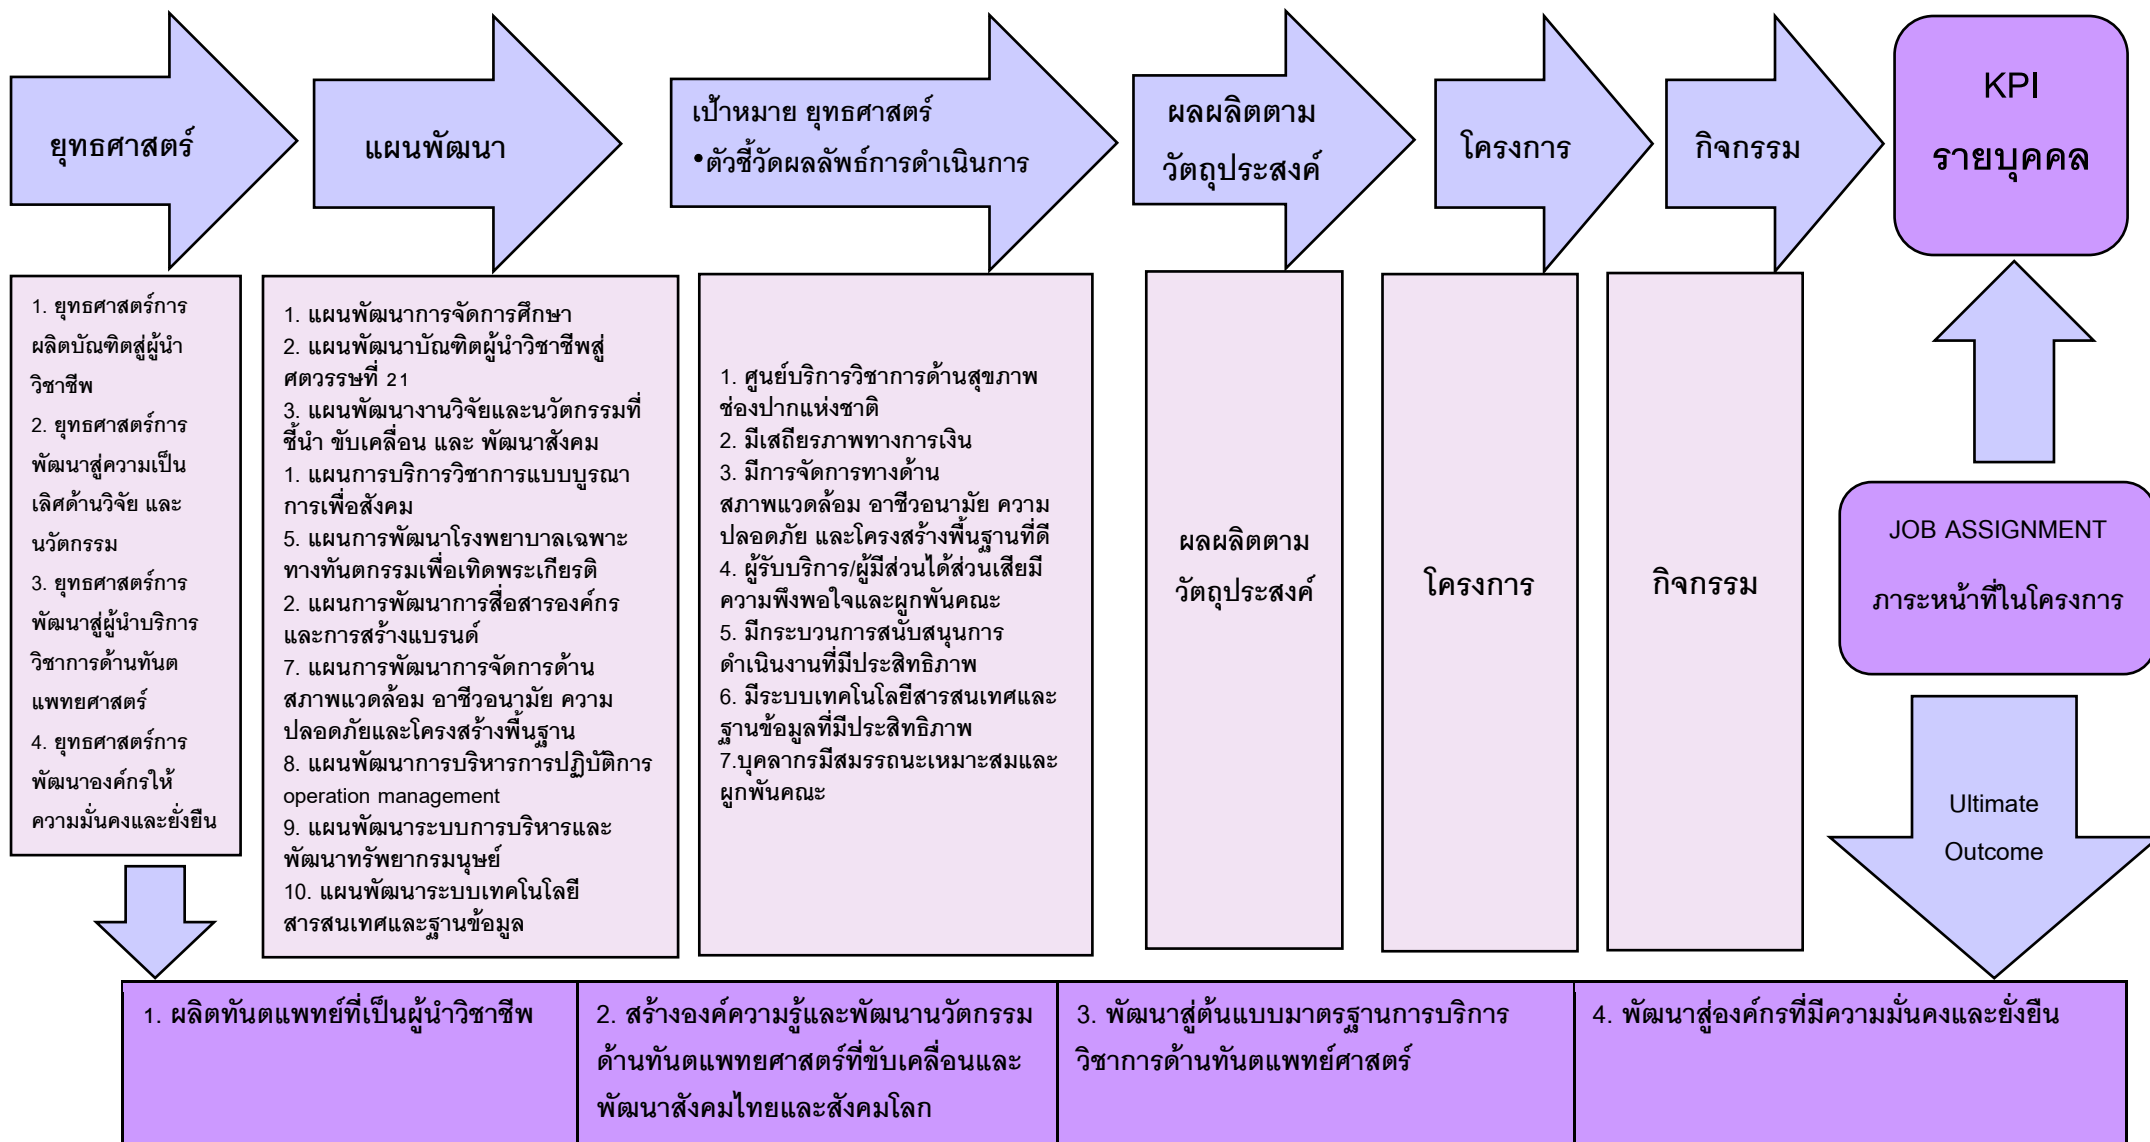 ยุทธศาสตร์
แผนพัฒนา
เป้าหมาย ยุทธศาสตร์
•ตัวชี้วัดผลลัพธ์การดำเนินการ
ผลผลิตตาม
วัตถุประสงค์
โครงการ
กิจกรรม
KPI
รายบุคคล
1. ยุทธศาสตร์การ
ผลิตบัณฑิตสู่ผู้นำ
วิชาชีพ
2. ยุทธศาสตร์การ
พัฒนาสู่ความเป็น
เลิศด้านวิจัย และ
นวัตกรรม
3. ยุทธศาสตร์การ
พัฒนาสู่ผู้นำบริการ
วิชาการด้านทันต
แพทยศาสตร์
4. ยุทธศาสตร์การ
พัฒนาองค์กรให้
ความมั่นคงและยั่งยืน
1. แผนพัฒนาการจัดการศึกษา
2. แผนพัฒนาบัณฑิตผู้นำวิชาชีพสู่
ศตวรรษที่ 21
3. แผนพัฒนางานวิจัยและนวัตกรรมที่
ชี้นำ ขับเคลื่อน และ พัฒนาสังคม
1. แผนการบริการวิชาการแบบบูรณา
การเพื่อสังคม
5. แผนการพัฒนาโรงพยาบาลเฉพาะ
ทางทันตกรรมเพื่อเทิดพระเกียรติ
2. แผนการพัฒนาการสื่อสารองค์กร
และการสร้างแบรนด์
7. แผนการพัฒนาการจัดการด้าน
สภาพแวดล้อม อาชีวอนามัย ความ
ปลอดภัยและโครงสร้างพื้นฐาน
8. แผนพัฒนาการบริหารการปฏิบัติการ
operation management
9. แผนพัฒนาระบบการบริหารและ
พัฒนาทรัพยากรมนุษย์
10. แผนพัฒนาระบบเทคโนโลยี
สารสนเทศและฐานข้อมูล
1. ศูนย์บริการวิชาการด้านสุขภาพ
ช่องปากแห่งชาติ
2. มีเสถียรภาพทางการเงิน
3. มีการจัดการทางด้าน
สภาพแวดล้อม อาชีวอนามัย ความ
ปลอดภัย และโครงสร้างพื้นฐานที่ดี
4. ผู้รับบริการ/ผู้มีส่วนได้ส่วนเสียมี
ความพึงพอใจและผูกพันคณะ
5. มีกระบวนการสนับสนุนการ
ดำเนินงานที่มีประสิทธิภาพ
6. มีระบบเทคโนโลยีสารสนเทศและ
ฐานข้อมูลที่มีประสิทธิภาพ
7.บุคลากรมีสมรรถนะเหมาะสมและ
ผูกพันคณะ
ผลผลิตตาม
วัตถุประสงค์
โครงการ
กิจกรรม
JOB ASSIGNMENT
ภาระหน้าที่ในโครงการ
Ultimate
Outcome
1. ผลิตทันตแพทย์ที่เป็นผู้นำวิชาชีพ
2. สร้างองค์ความรู้และพัฒนานวัตกรรม
ด้านทันตแพทยศาสตร์ที่ขับเคลื่อนและ
พัฒนาสังคมไทยและสังคมโลก
3. พัฒนาสู่ต้นแบบมาตรฐานการบริการ
วิชาการด้านทันตแพทย์ศาสตร์
4. พัฒนาสู่องค์กรที่มีความมั่นคงและยั่งยืน